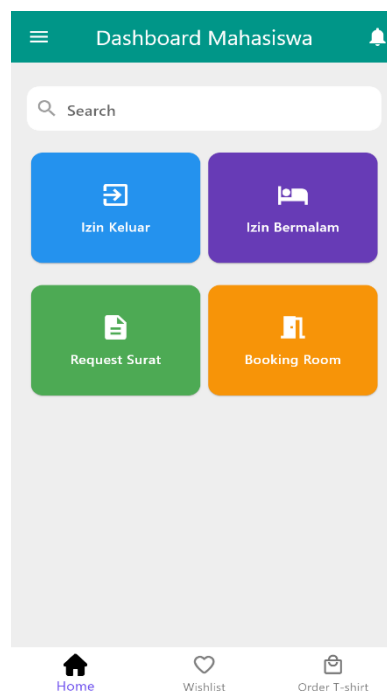 Dashboard Mahasiswa
Search
Izin Keluar
Izin Bermalam
Request Surat
Booking Room
Home
Wishlist
Order T-shirt